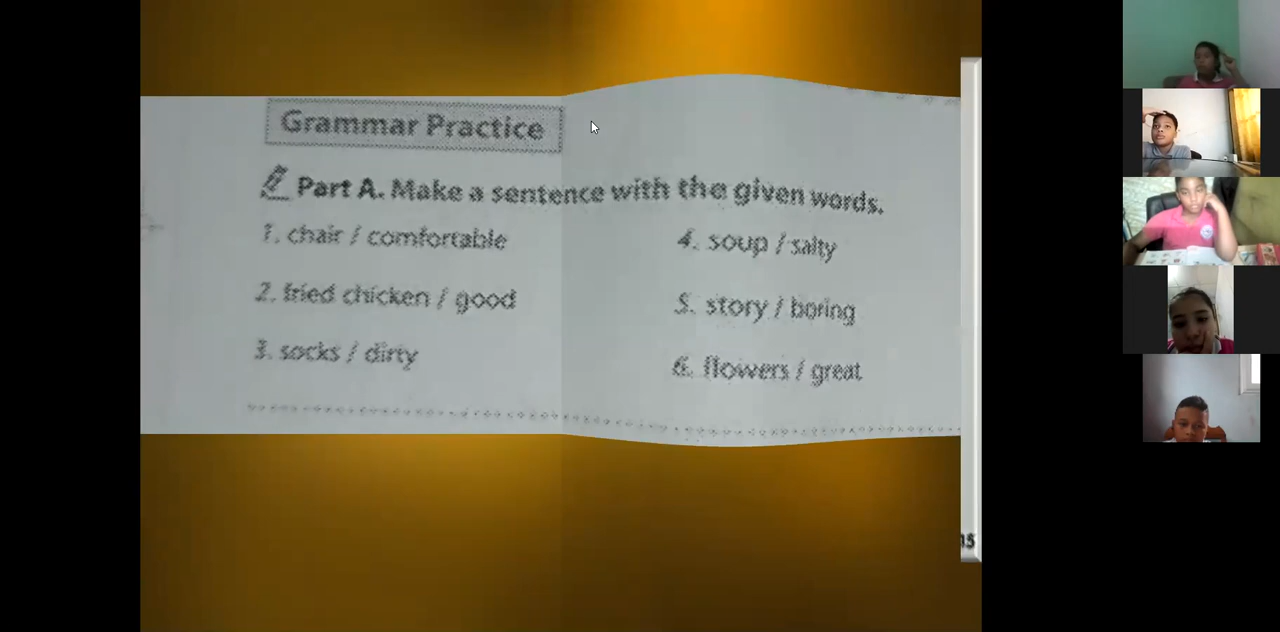 Grammar Practice
Part A. Make a sentence with the given words.
1. chair / comfortable
2. fried chicken / good
3. socks / dirty
4. soup / salty
5. story / boring
6. flowers / great
15